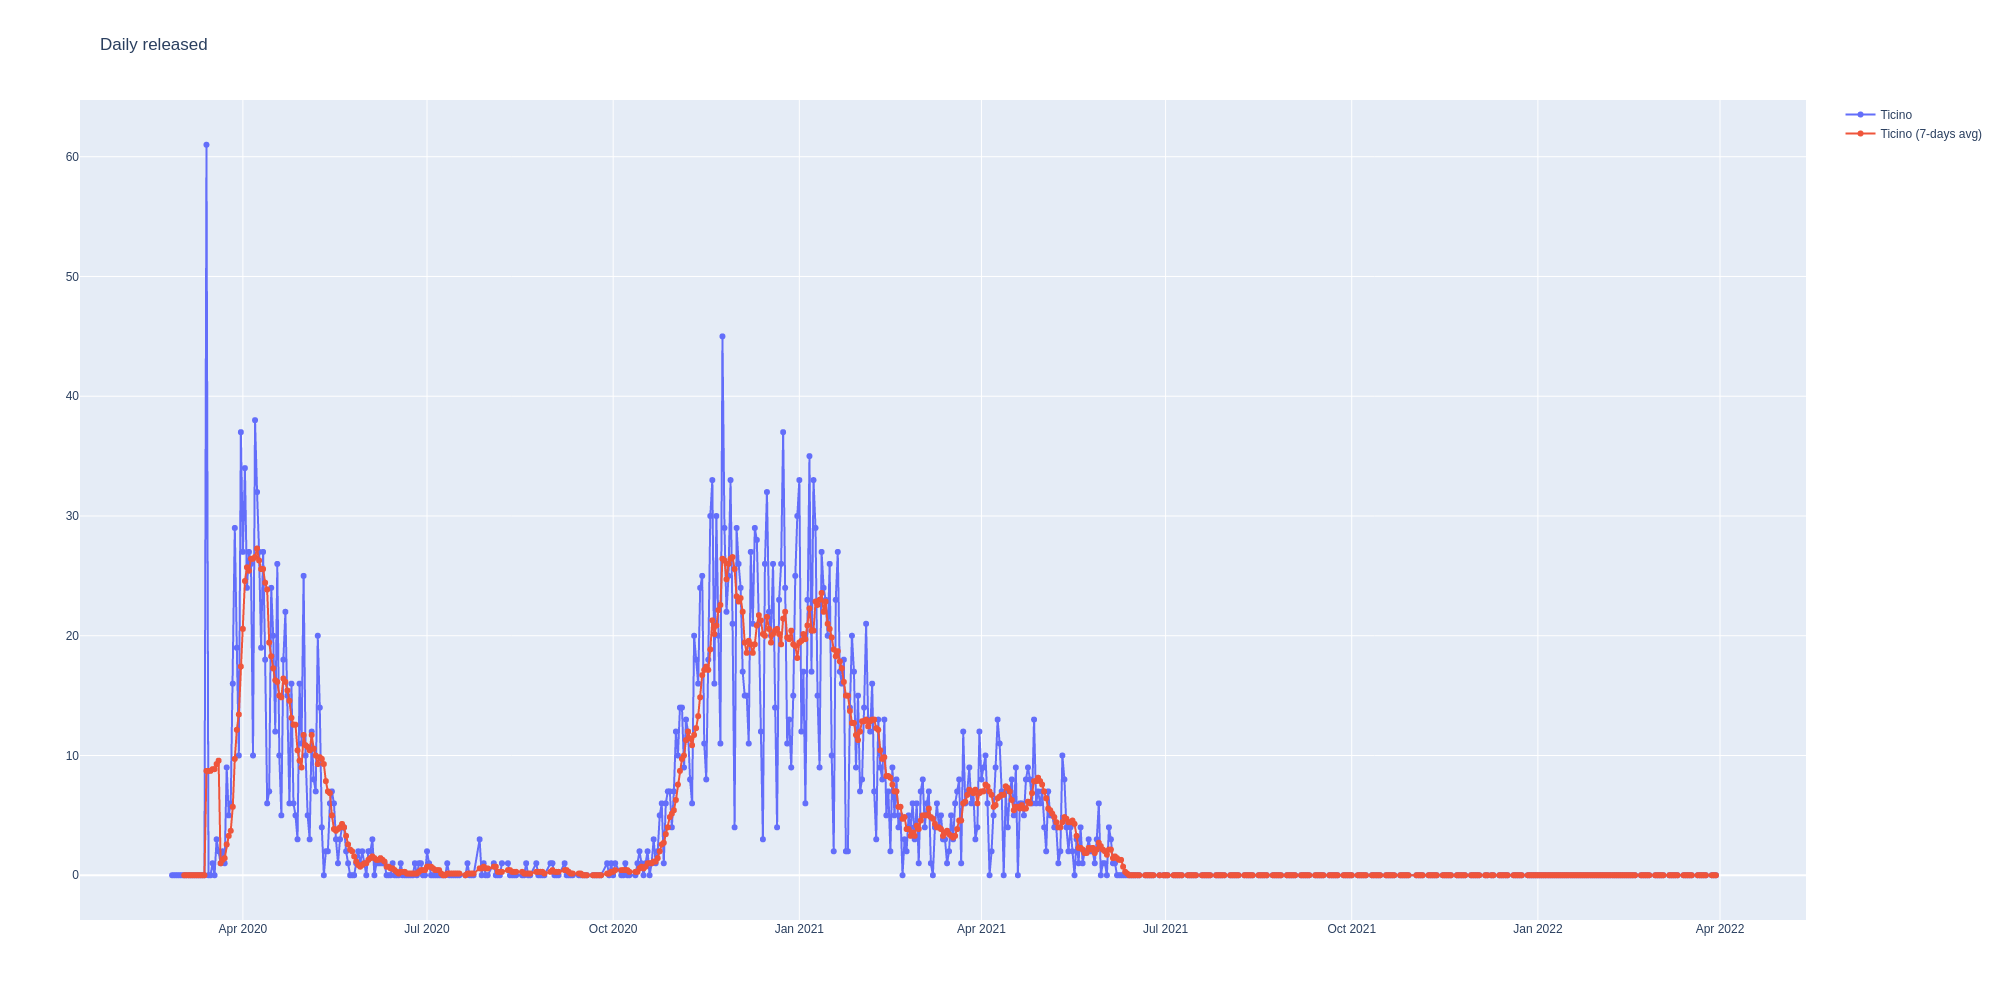 Daily released
Ticino
Ticino (7-days avg)
60
50
40
30
20
10
0
Apr 2020
Jul 2020
Oct 2020
Jan 2021
Apr 2021
Jul 2021
Oct 2021
Jan 2022
Apr 2022